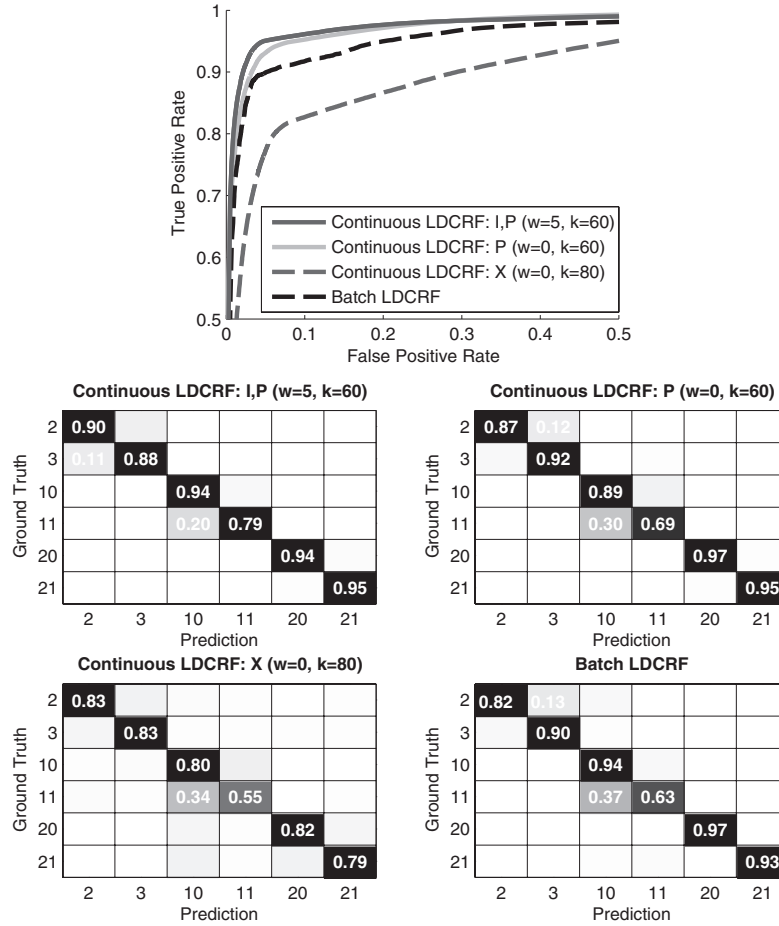 1
0.9
0.8
0.7
0.6
0.5
True Positive Rate
Continuous LDCRF: I,P (w=5, k=60)
Continuous LDCRF: P (w=0, k=60)
Continuous LDCRF: X (w=0, k=80)
Batch LDCRF
0 0.1 0.2 0.3 0.4 0.5
False Positive Rate
Continuous LDCRF: I,P (w=5, k=60)
Ground Truth
2 0.90
3 0.11 0.88
10 0.94
11 0.20 0.79
20 0.94
21 0.95
2 3 10 11 20 21
Prediction
Continuous LDCRF: P (w=0, k=60)
Ground Truth
2 0.87 0.12
3 0.92
10 0.89
11 0.30 0.69
20 0.97
21 0.95
2 3 10 11 20 21
Prediction
Continuous LDCRF: X (w=0, k=80)
Ground Truth
2 0.83
3 0.83
10 0.80
11 0.34 0.55
20 0.82
21 0.79
2 3 10 11 20 21
Prediction
Batch LDCRF
Ground Truth
2 0.82 0.13
3 0.90
10 0.94
11 0.37 0.63
20 0.97
21 0.93
2 3 10 11 20 21
Prediction